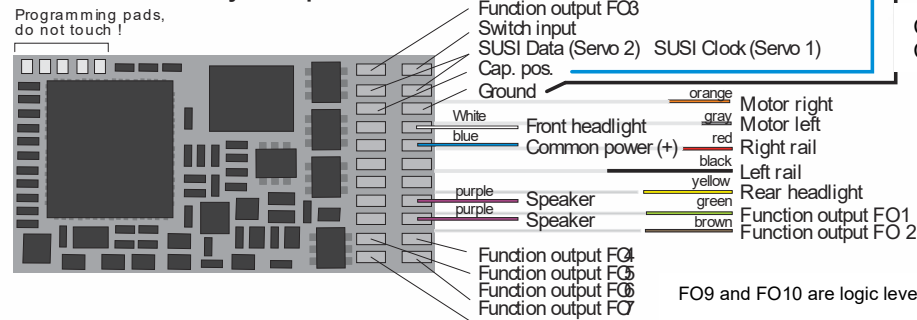 Programming pads,
do not touch !
Function output FO3
Switch input
SUSI Data (Servo 2) SUSI Clock (Servo 1)
Cap. pos.
Ground
orange
Motor right
White
gray
Motor left
Front headlight
blue
red
Common power (+)
Right rail
black
Left rail
yellow
Rear headlight
purple
Speaker
green
Function output FO1
purple
Speaker
brown
Function output FO 2
Function output FO4
Function output FO5
Function output FO6
Function output FO7
FO9 and FO10 are logic leve